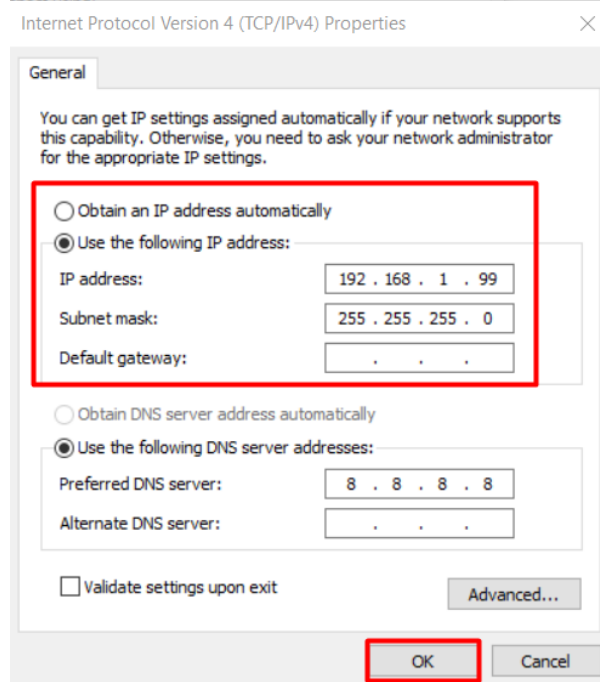 Internet Protocol Version 4 (TCP/IPv4) Properties
General
You can get IP settings assigned automatically if your network supports
this capability. Otherwise, you need to ask your network administrator
for the appropriate IP settings.
Obtain an IP address automatically
Use the following IP address:
IP address: 192 . 168 . 1 . 99
Subnet mask: 255 . 255 . 255 . 0
Default gateway: . . .
Obtain DNS server address automatically
Use the following DNS server addresses:
Preferred DNS server: 8 . 8 . 8 . 8
Alternate DNS server: . . .
Validate settings upon exit
Advanced...
OK Cancel